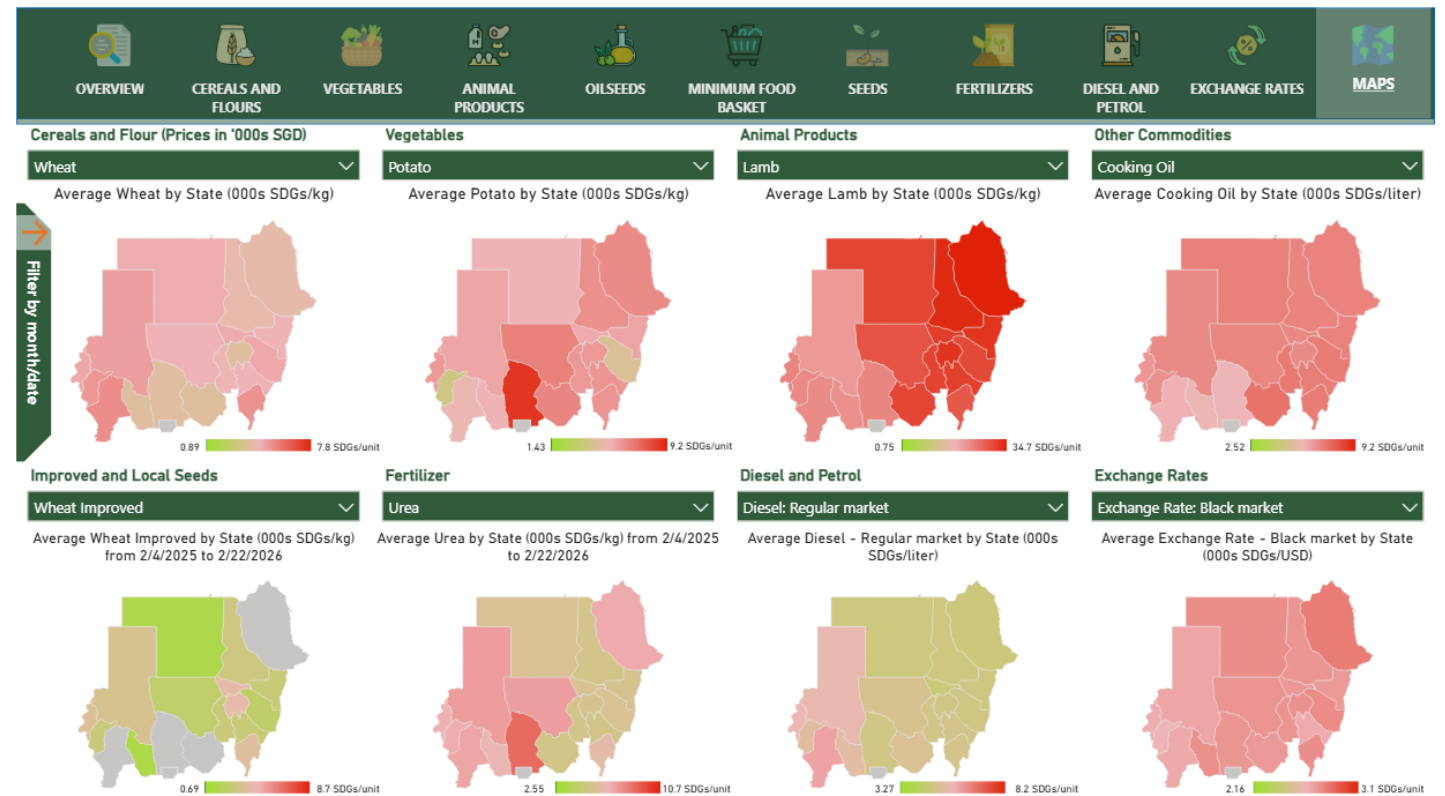 OVERVIEW
CEREALS AND FLOURS
VEGETABLES
ANIMAL PRODUCTS
OILSEEDS
MINIMUM FOOD BASKET
SEEDS
FERTILIZERS
DIESEL AND PETROL
EXCHANGE RATES
MAPS
Filter by month/date
Cereals and Flour (Prices in '000s SGD)
Wheat
Average Wheat by State (000s SDGs/kg)
0.89
7.8 SDGs/unit
Vegetables
Potato
Average Potato by State (000s SDGs/kg)
1.43
9.2 SDGs/unit
Animal Products
Lamb
Average Lamb by State (000s SDGs/kg)
0.75
34.7 SDGs/unit
Other Commodities
Cooking Oil
Average Cooking Oil by State (000s SDGs/liter)
2.52
9.2 SDGs/unit
Improved and Local Seeds
Wheat Improved
Average Wheat Improved by State (000s SDGs/kg)
from 2/4/2025 to 2/22/2026
0.69
8.7 SDGs/unit
Fertilizer
Urea
Average Urea by State (000s SDGs/kg) from 2/4/2025
to 2/22/2026
2.55
10.7 SDGs/unit
Diesel and Petrol
Diesel: Regular market
Average Diesel - Regular market by State (000s
SDGs/liter)
3.27
8.2 SDGs/unit
Exchange Rates
Exchange Rate: Black market
Average Exchange Rate - Black market by State
(000s SDGs/USD)
2.16
3.1 SDGs/unit